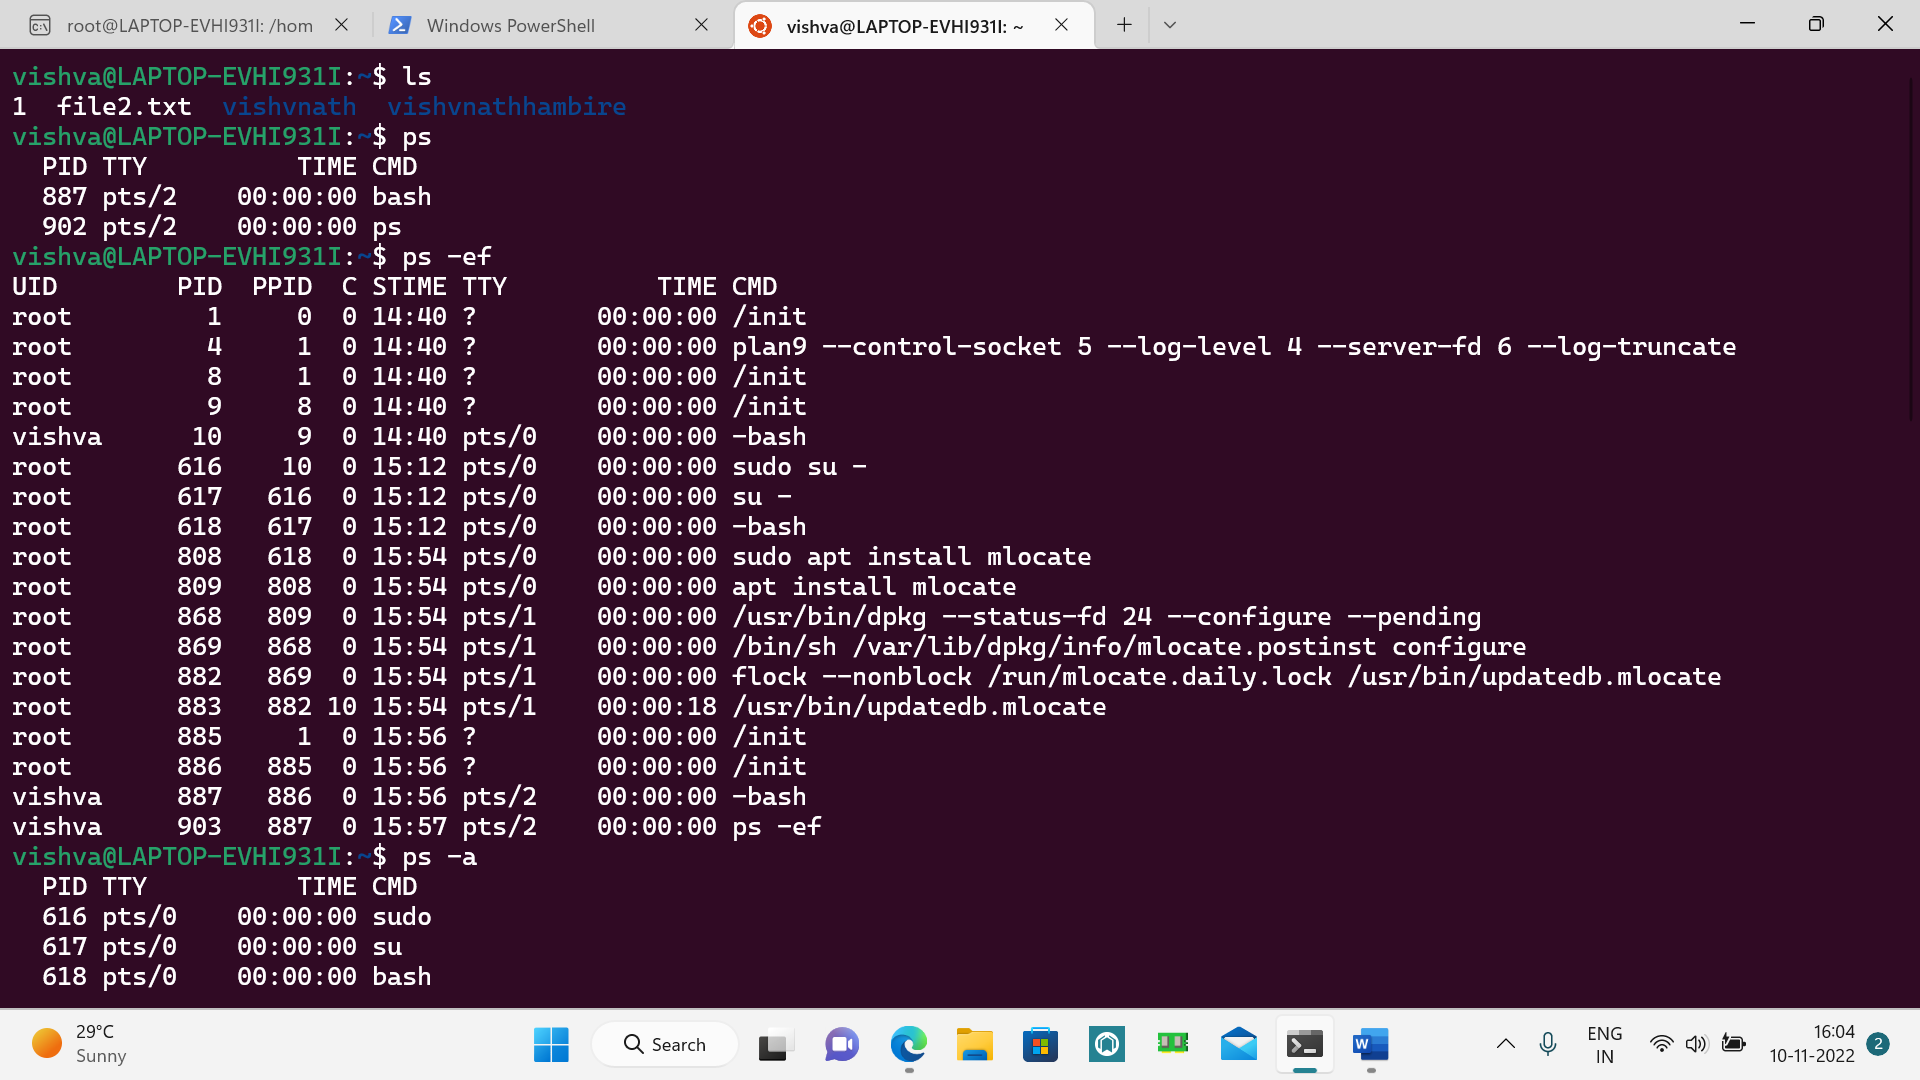 root@LAPTOP-EVHI931I: /hom
Windows PowerShell
vishva@LAPTOP-EVHI931I: ~
vishva@LAPTOP-EVHI931I:~$ ls
1  file2.txt  vishvnath  vishvnathhambire
vishva@LAPTOP-EVHI931I:~$ ps
  PID TTY          TIME CMD
  887 pts/2    00:00:00 bash
  902 pts/2    00:00:00 ps
vishva@LAPTOP-EVHI931I:~$ ps -ef
UID        PID  PPID  C STIME TTY          TIME CMD
root         1     0  0 14:40 ?        00:00:00 /init
root         4     1  0 14:40 ?        00:00:00 plan9 --control-socket 5 --log-level 4 --server-fd 6 --log-truncate
root         8     1  0 14:40 ?        00:00:00 /init
root         9     8  0 14:40 ?        00:00:00 /init
vishva      10     9  0 14:40 pts/0    00:00:00 -bash
root       616    10  0 15:12 pts/0    00:00:00 sudo su -
root       617   616  0 15:12 pts/0    00:00:00 su -
root       618   617  0 15:12 pts/0    00:00:00 -bash
root       808   618  0 15:54 pts/0    00:00:00 sudo apt install mlocate
root       809   808  0 15:54 pts/0    00:00:00 apt install mlocate
root       868   809  0 15:54 pts/1    00:00:00 /usr/bin/dpkg --status-fd 24 --configure --pending
root       869   868  0 15:54 pts/1    00:00:00 /bin/sh /var/lib/dpkg/info/mlocate.postinst configure
root       882   869  0 15:54 pts/1    00:00:00 flock --nonblock /run/mlocate.daily.lock /usr/bin/updatedb.mlocate
root       883   882 10 15:54 pts/1    00:00:18 /usr/bin/updatedb.mlocate
root       885     1  0 15:56 ?        00:00:00 /init
root       886   885  0 15:56 ?        00:00:00 /init
vishva     887   886  0 15:56 pts/2    00:00:00 -bash
vishva     903   887  0 15:57 pts/2    00:00:00 ps -ef
vishva@LAPTOP-EVHI931I:~$ ps -a
  PID TTY          TIME CMD
  616 pts/0    00:00:00 sudo
  617 pts/0    00:00:00 su
  618 pts/0    00:00:00 bash
29°C
Sunny
Search
W
ENG
IN
16:04
10-11-2022
2